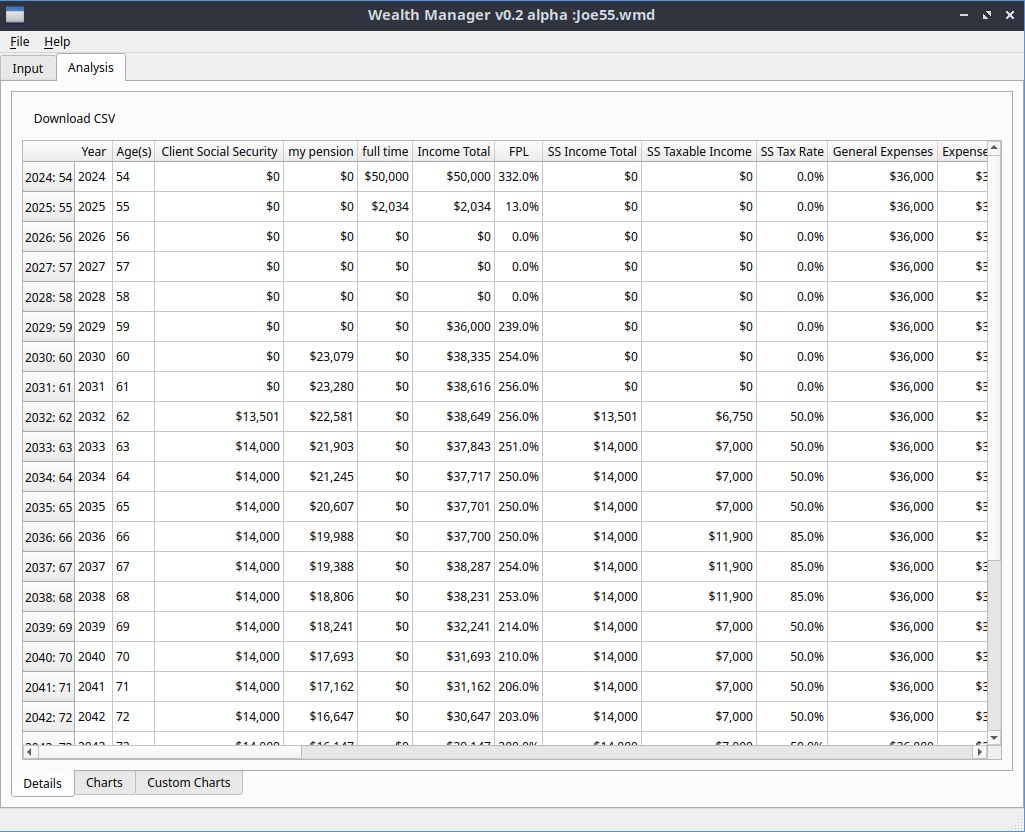 Wealth Manager v0.2 alpha :Joe55.wmd
File Help
Input Analysis
Download CSV
Year Age(s) Client Social Security my pension full time Income Total FPL SS Income Total SS Taxable Income SS Tax Rate General Expenses Expense
2024: 54 2024 54 $0 $0 $50,000 $50,000 332.0% $0 $0 0.0% $36,000 $3
2025: 55 2025 55 $0 $0 $2,034 $2,034 13.0% $0 $0 0.0% $36,000 $3
2026: 56 2026 56 $0 $0 $0 $0 0.0% $0 $0 0.0% $36,000 $3
2027: 57 2027 57 $0 $0 $0 $0 0.0% $0 $0 0.0% $36,000 $3
2028: 58 2028 58 $0 $0 $0 $0 0.0% $0 $0 0.0% $36,000 $3
2029: 59 2029 59 $0 $0 $0 $36,000 239.0% $0 $0 0.0% $36,000 $3
2030: 60 2030 60 $0 $23,079 $0 $38,335 254.0% $0 $0 0.0% $36,000 $3
2031: 61 2031 61 $0 $23,280 $0 $38,616 256.0% $0 $0 0.0% $36,000 $3
2032: 62 2032 62 $13,501 $22,581 $0 $38,649 256.0% $13,501 $6,750 50.0% $36,000 $3
2033: 63 2033 63 $14,000 $21,903 $0 $37,843 251.0% $14,000 $7,000 50.0% $36,000 $3
2034: 64 2034 64 $14,000 $21,245 $0 $37,717 250.0% $14,000 $7,000 50.0% $36,000 $3
2035: 65 2035 65 $14,000 $20,607 $0 $37,701 250.0% $14,000 $7,000 50.0% $36,000 $3
2036: 66 2036 66 $14,000 $19,988 $0 $37,700 250.0% $14,000 $11,900 85.0% $36,000 $3
2037: 67 2037 67 $14,000 $19,388 $0 $38,287 254.0% $14,000 $11,900 85.0% $36,000 $3
2038: 68 2038 68 $14,000 $18,806 $0 $38,231 253.0% $14,000 $11,900 85.0% $36,000 $3
2039: 69 2039 69 $14,000 $18,241 $0 $32,241 214.0% $14,000 $7,000 50.0% $36,000 $3
2040: 70 2040 70 $14,000 $17,693 $0 $31,693 210.0% $14,000 $7,000 50.0% $36,000 $3
2041: 71 2041 71 $14,000 $17,162 $0 $31,162 206.0% $14,000 $7,000 50.0% $36,000 $3
2042: 72 2042 72 $14,000 $16,647 $0 $30,647 203.0% $14,000 $7,000 50.0% $36,000 $3
Details Charts Custom Charts